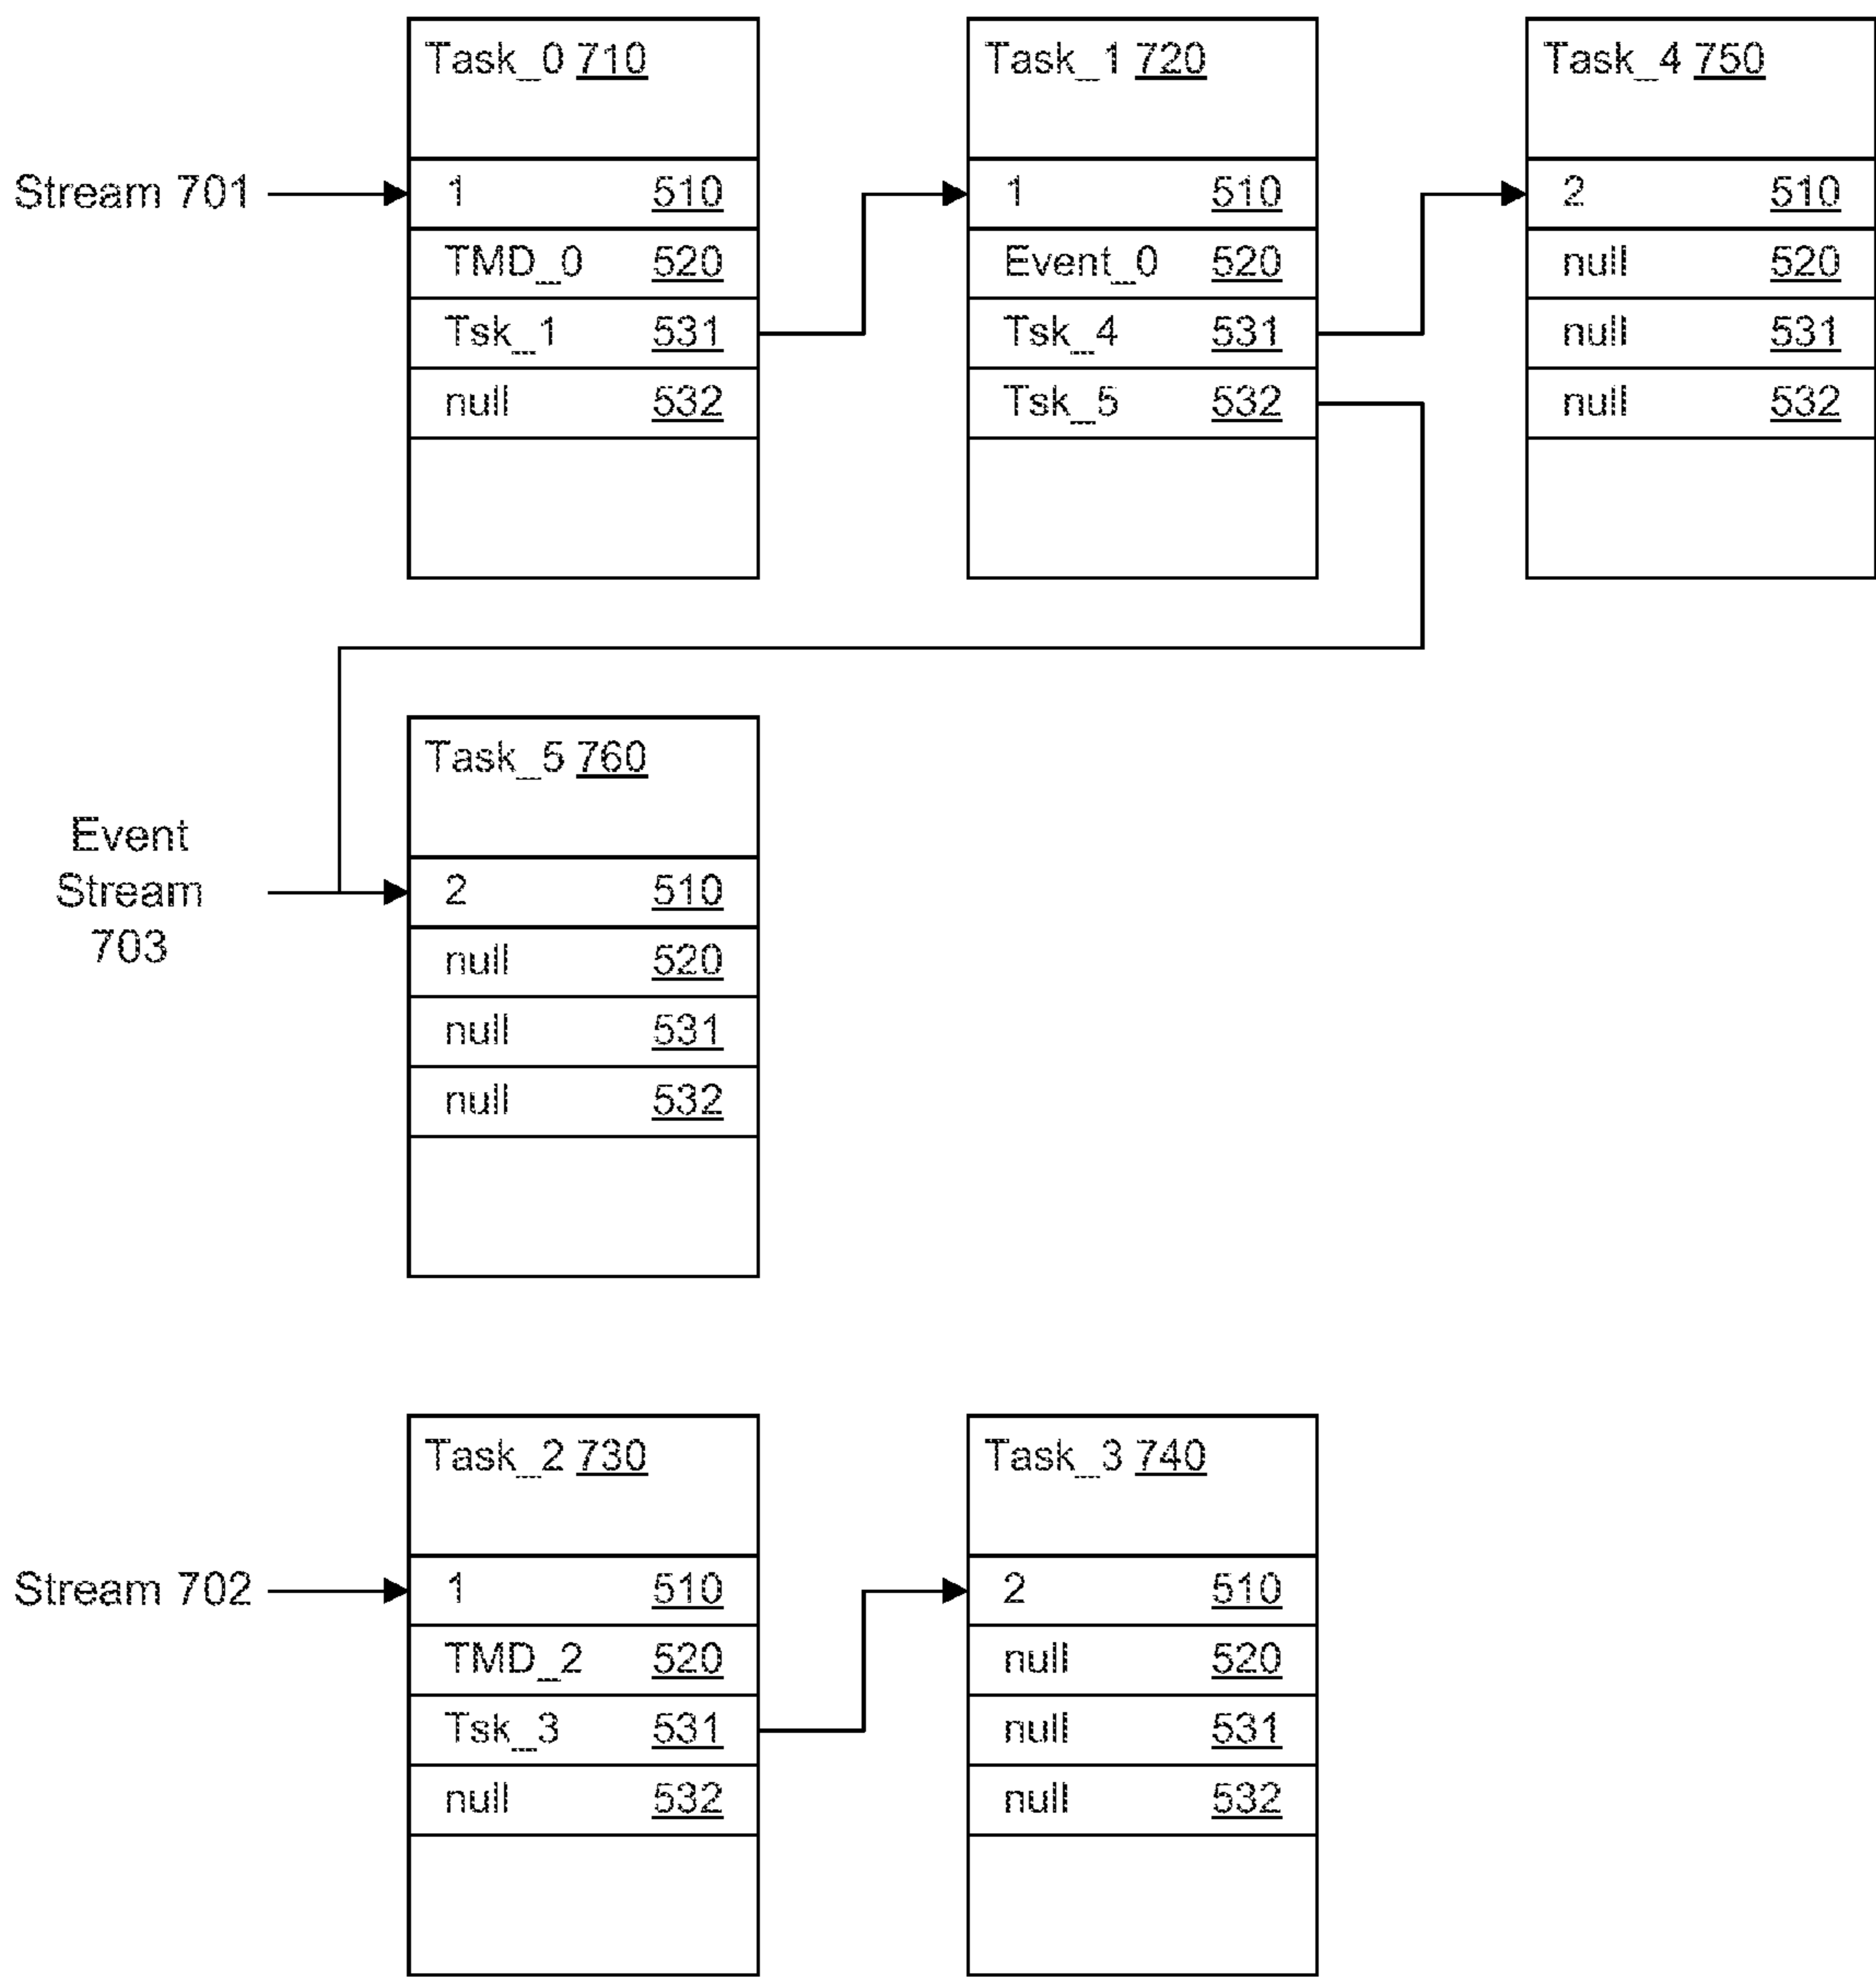 Task_0 710
Task_1 720
Task_4 750
Stream 701
1 510
1 510
2 510
TMD_0 520
Event_0 520
null 520
Tsk_1 531
Tsk_4 531
null 531
null 532
Tsk_5 532
null 532
Task_5 760
Event
Stream
703
2 510
null 520
null 531
null 532
Task_2 730
Task_3 740
Stream 702
1 510
2 510
TMD_2 520
null 520
Tsk_3 531
null 531
null 532
null 532